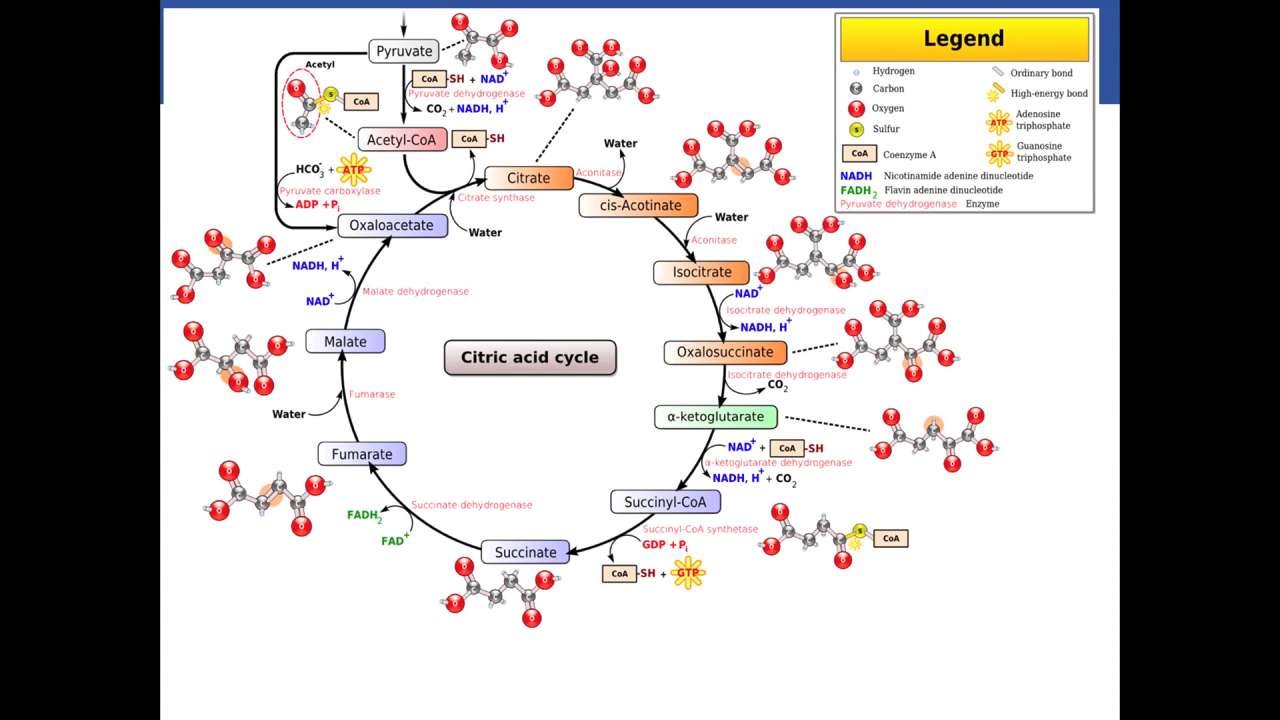 Pyruvate
CoA-SH + NAD+
Pyruvate dehydrogenase
CO2 + NADH, H+
Acetyl
S CoA
Acetyl-CoA
CoA-SH
HCO3- + ATP
Pyruvate carboxylase
ADP + Pi
Oxaloacetate
Citrate synthase
Water
Citrate
Aconitase
Water
cis-Acotinate
Water
Aconitase
Isocitrate
NAD+
Isocitrate dehydrogenase
NADH, H+
Oxalosuccinate
Isocitrate dehydrogenase
CO2
α-ketoglutarate
NAD+ + CoA-SH
α-ketoglutarate dehydrogenase
NADH, H+ + CO2
Succinyl-CoA
S CoA
Succinyl-CoA synthetase
GDP + Pi
CoA-SH + GTP
Succinate
Succinate dehydrogenase
FADH2
FAD+
Fumarate
Fumarase
Water
Malate
Malate dehydrogenase
NADH, H+
NAD+
Citric acid cycle
Legend
Hydrogen
C Carbon
O Oxygen
S Sulfur
CoA Coenzyme A
Ordinary bond
High-energy bond
ATP Adenosine
triphosphate
GTP Guanosine
triphosphate
NADH Nicotinamide adenine dinucleotide
FADH2 Flavin adenine dinucleotide
Pyruvate dehydrogenase Enzyme